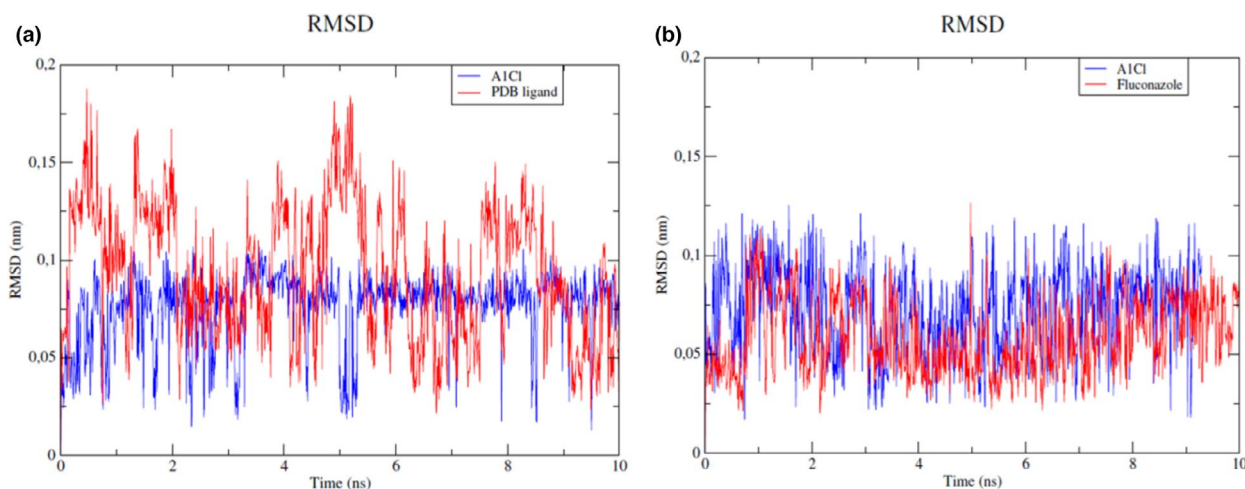 (a)
RMSD
RMSD (nm)
0,2
0,15
0,1
0,05
0
A1Cl
PDB ligand
0 2 4 6 8 10
Time (ns)
(b)
RMSD
RMSD (nm)
0,2
0,15
0,1
0,05
0
A1Cl
Fluconazole
0 2 4 6 8 10
Time (ns)